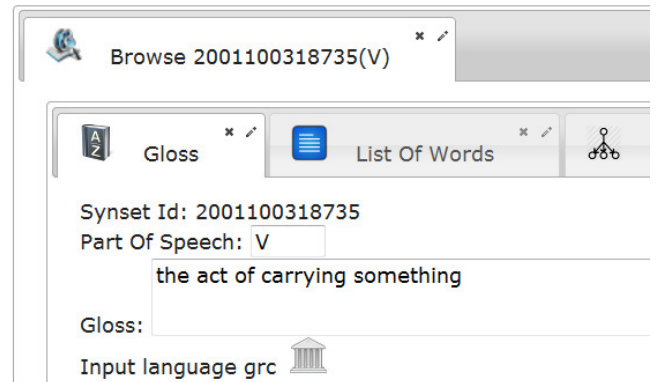 Browse 2001100318735(V)
Gloss
List Of Words
Synset Id: 2001100318735
Part Of Speech: V
the act of carrying something
Gloss:
Input language grc